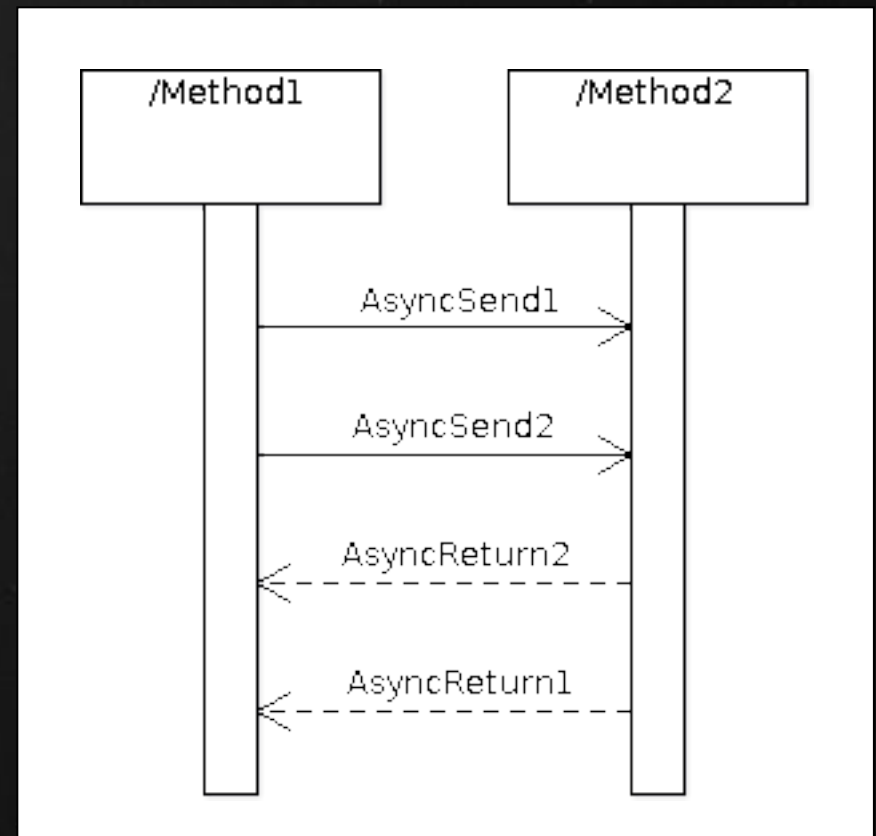 /Method1
/Method2
AsyncSend1
AsyncSend2
AsyncReturn2
AsyncReturn1